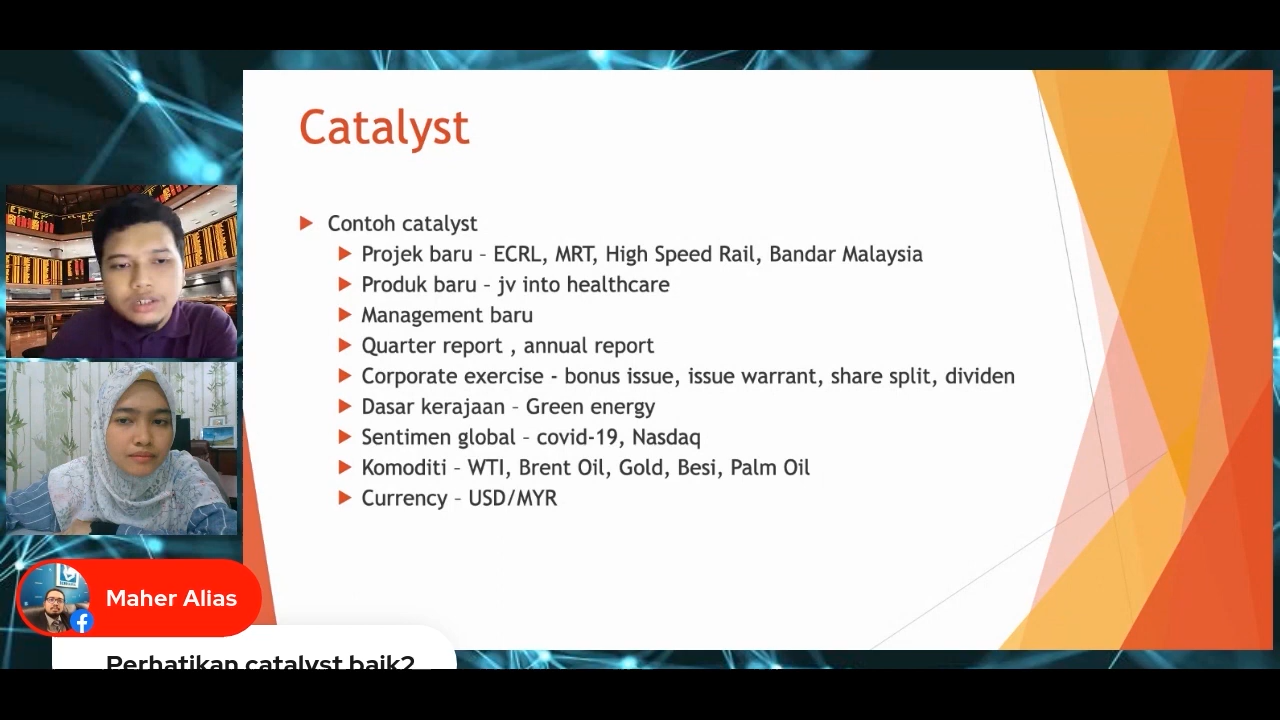 Catalyst
Contoh catalyst
Projek baru – ECRL, MRT, High Speed Rail, Bandar Malaysia
Produk baru – jv into healthcare
Management baru
Quarter report , annual report
Corporate exercise - bonus issue, issue warrant, share split, dividen
Dasar kerajaan – Green energy
Sentimen global – covid-19, Nasdaq
Komoditi – WTI, Brent Oil, Gold, Besi, Palm Oil
Currency – USD/MYR
Maher Alias
Perhatikan catalyst baik2